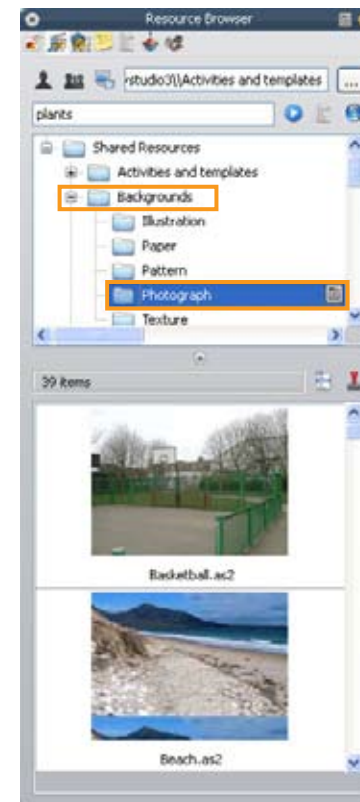 Resource Browser
rstudio3\\Activities and templates
...
plants
Shared Resources
Activities and templates
Backgrounds
Illustration
Paper
Pattern
Photograph
Texture
39 items
Basketball.as2
Beach.as2